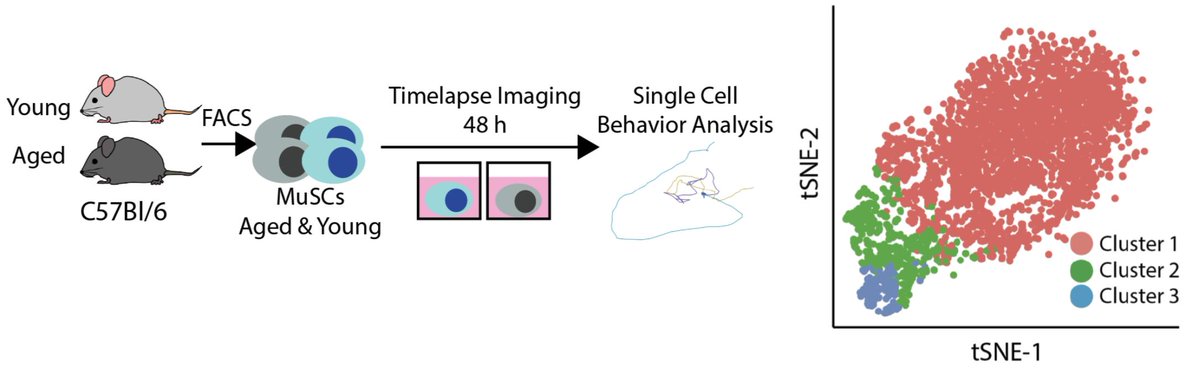 Young
Aged
C57Bl/6
FACS
MuSCs
Aged & Young
Timelapse Imaging
48 h
Single Cell
Behavior Analysis
tSNE-2
Cluster 1
Cluster 2
Cluster 3
tSNE-1